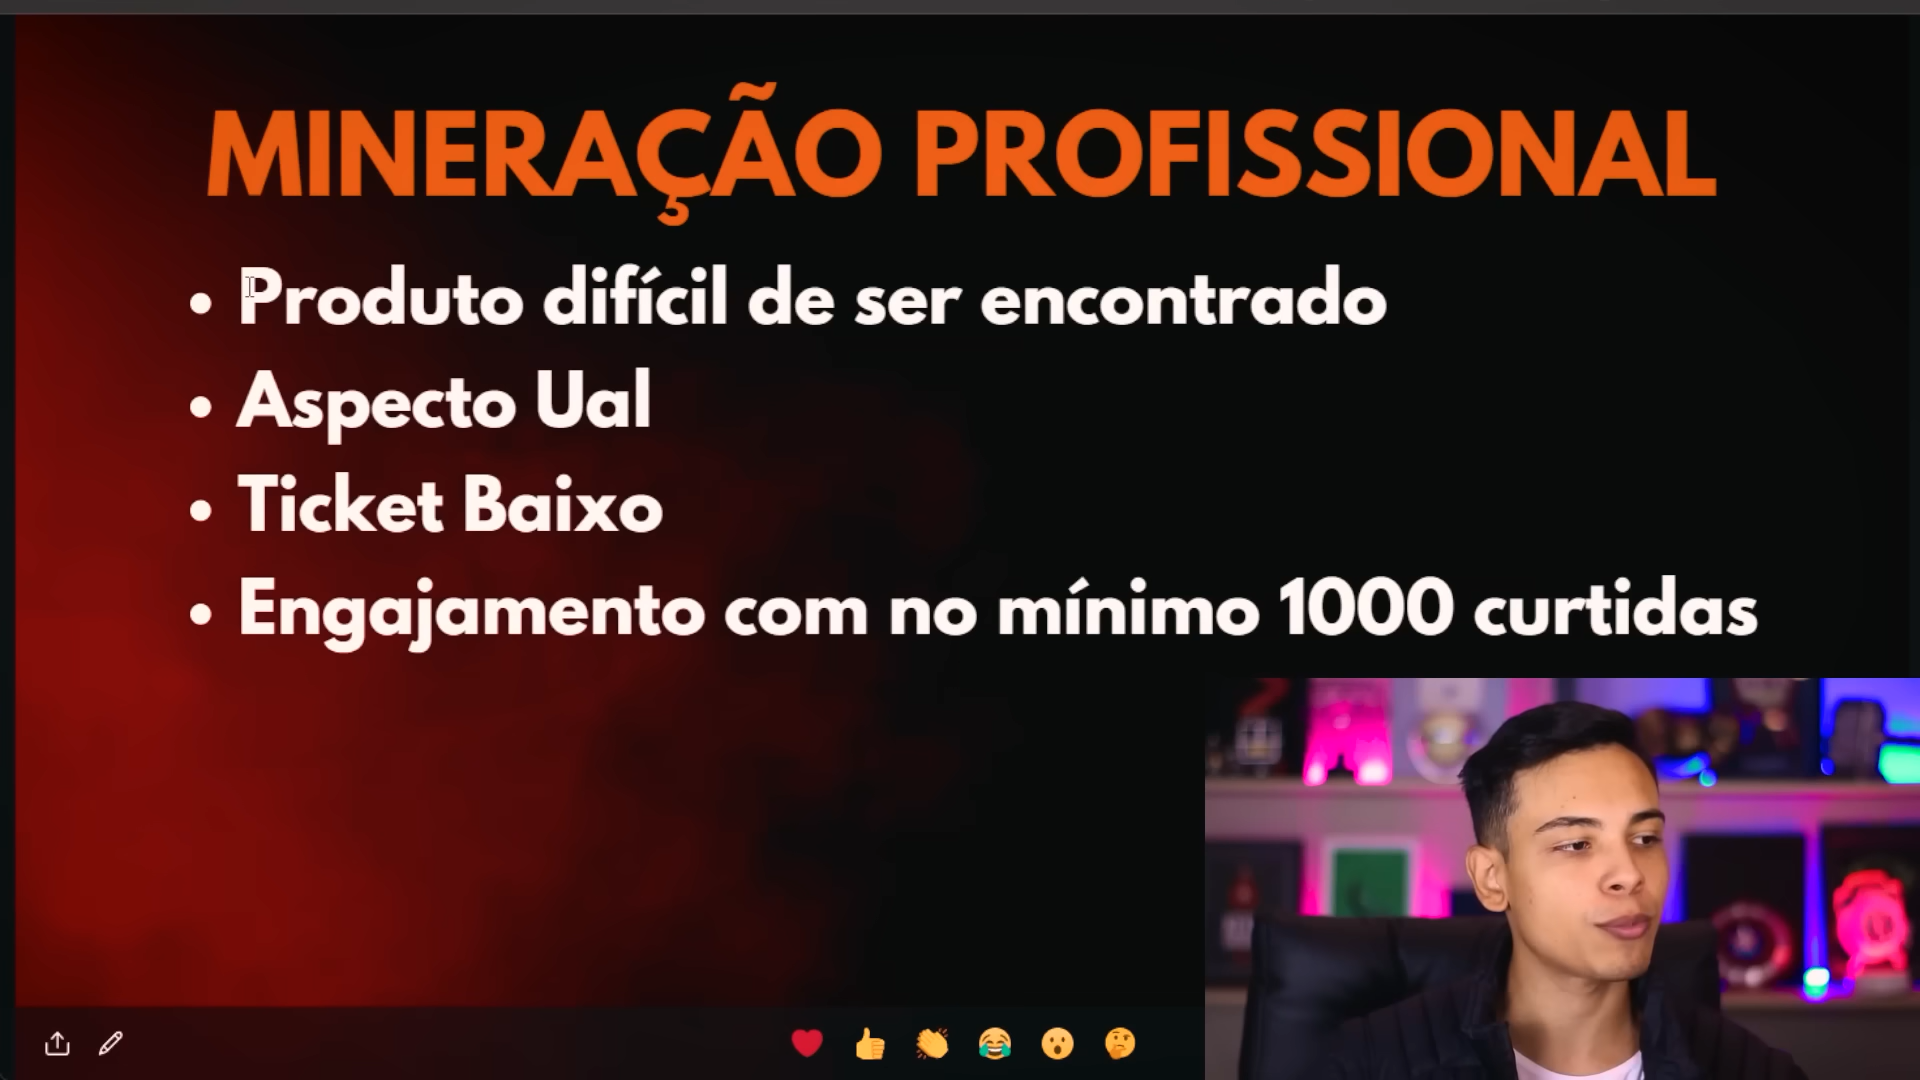 MINERAÇÃO PROFISSIONAL
Produto difícil de ser encontrado
Aspecto Ual
Ticket Baixo
Engajamento com no mínimo 1000 curtidas